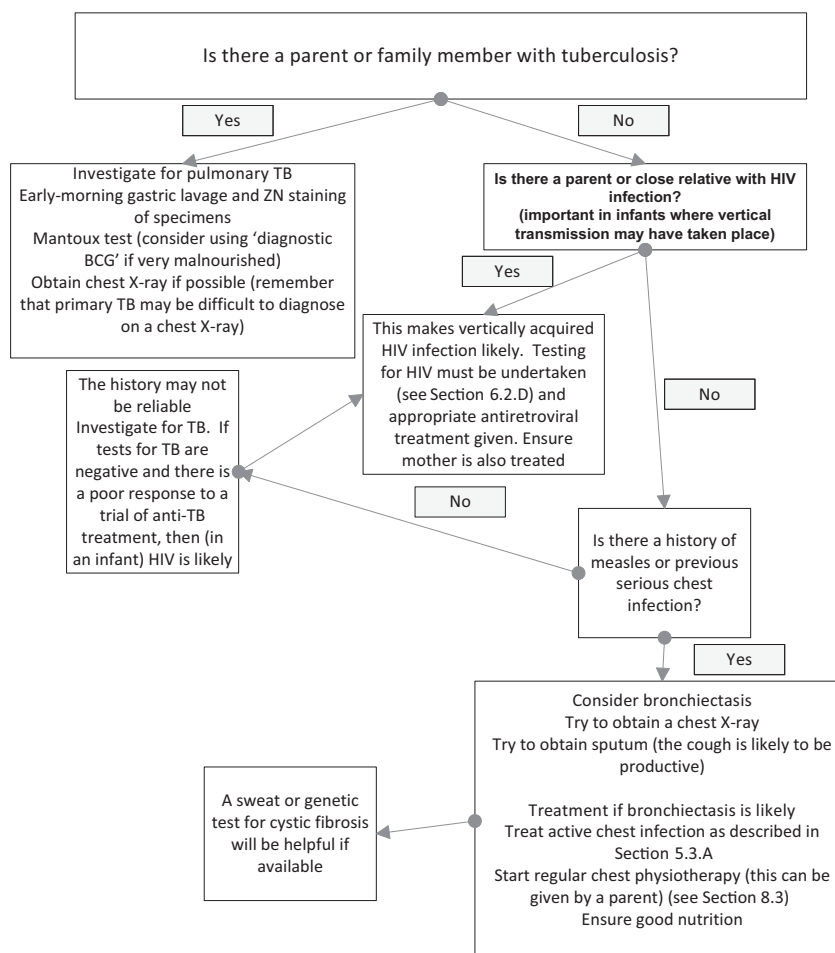 Is there a parent or family member with tuberculosis?
Yes
No
Investigate for pulmonary TB
Early-morning gastric lavage and ZN staining
of specimens
Mantoux test (consider using ‘diagnostic
BCG’ if very malnourished)
Obtain chest X-ray if possible (remember
that primary TB may be difficult to diagnose
on a chest X-ray)
Is there a parent or close relative with HIV
infection?
(important in infants where vertical
transmission may have taken place)
Yes
No
This makes vertically acquired
HIV infection likely. Testing
for HIV must be undertaken
(see Section 6.2.D) and
appropriate antiretroviral
treatment given. Ensure
mother is also treated
The history may not
be reliable
Investigate for TB. If
tests for TB are
negative and there is
a poor response to a
trial of anti-TB
treatment, then (in
an infant) HIV is likely
No
Is there a history of
measles or previous
serious chest
infection?
Yes
Consider bronchiectasis
Try to obtain a chest X-ray
Try to obtain sputum (the cough is likely to be
productive)
Treatment if bronchiectasis is likely
Treat active chest infection as described in
Section 5.3.A
Start regular chest physiotherapy (this can be
given by a parent) (see Section 8.3)
Ensure good nutrition
A sweat or genetic
test for cystic fibrosis
will be helpful if
available